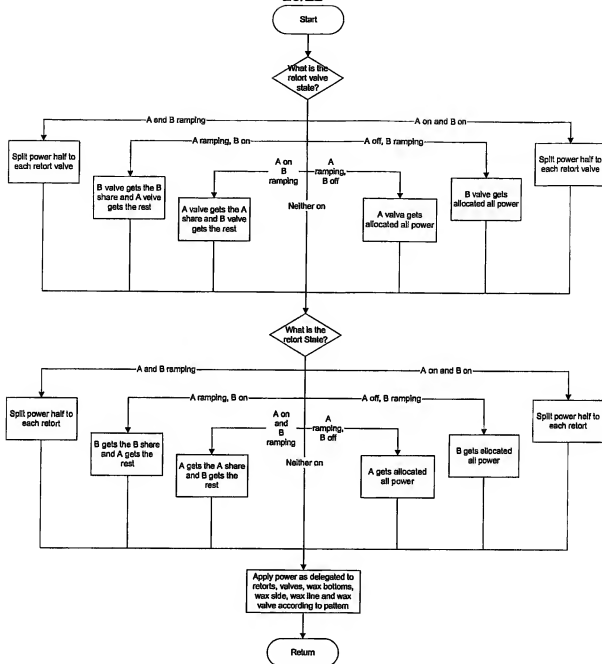 Start
What is the
retort valve
state?
A and B ramping
A on and B on
Split power half to
each retort valve
A ramping, B on
A off, B ramping
Split power half to
each retort valve
B valve gets the B
share and A valve
gets the rest
A on
B
ramping
A
ramping,
B off
B valve gets
allocated all power
A valve gets the A
share and B valve
gets the rest
Neither on
A valve gets
allocated all power
What is the
retort State?
A and B ramping
A on and B on
Split power half to
each retort
A ramping, B on
A off, B ramping
Split power half to
each retort
B gets the B share
and A gets the
rest
A on
and
B
ramping
A
ramping,
B off
B gets allocated
all power
A gets the A share
and B gets the
rest
Neither on
A gets allocated
all power
Apply power as delegated to
retorts, valves, wax bottoms,
wax side, wax line and wax
valve according to pattern
Return